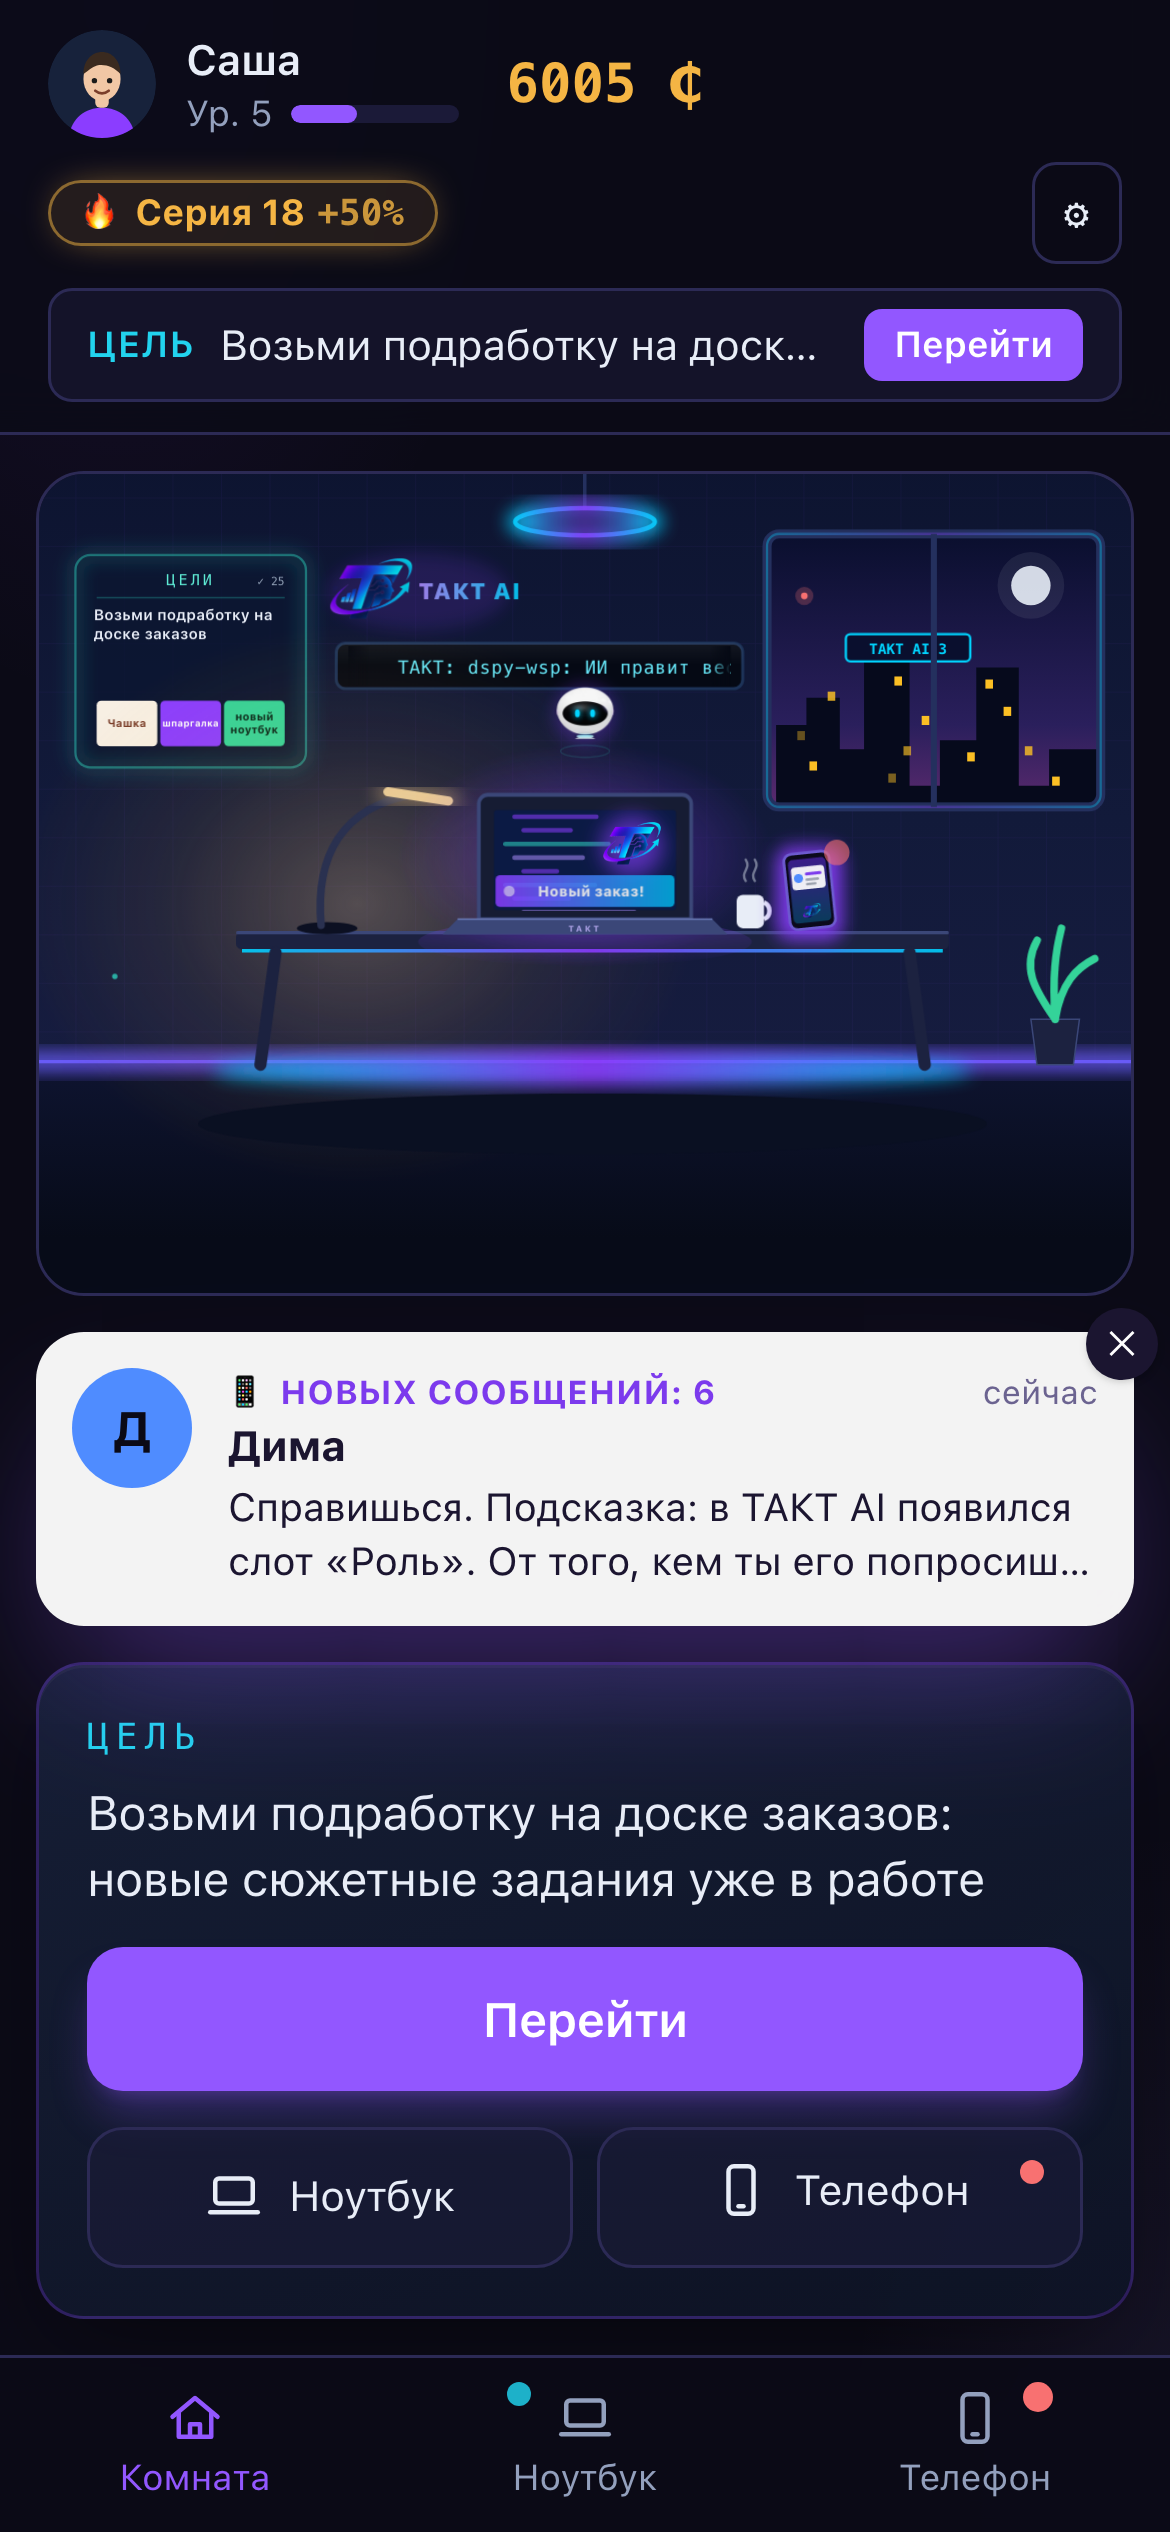 Саша
6005 ₵
Ур. 5
Серия 18 +50%
ЦЕЛЬ Возьми подработку на доск... Перейти
ЦЕЛИ ✓ 25
Возьми подработку на
доске заказов
Чашка
шпаргалка
новый
ноутбук
TAKT AI
ТАКТ: dspy-wsp: ИИ правит вес
TAKT AI 3
Новый заказ!
TAKT
НОВЫХ СООБЩЕНИЙ: 6 сейчас
Д
Дима
Справишься. Подсказка: в ТАКТ AI появился
слот «Роль». От того, кем ты его попросиш...
ЦЕЛЬ
Возьми подработку на доске заказов:
новые сюжетные задания уже в работе
Перейти
Ноутбук
Телефон
Комната
Ноутбук
Телефон